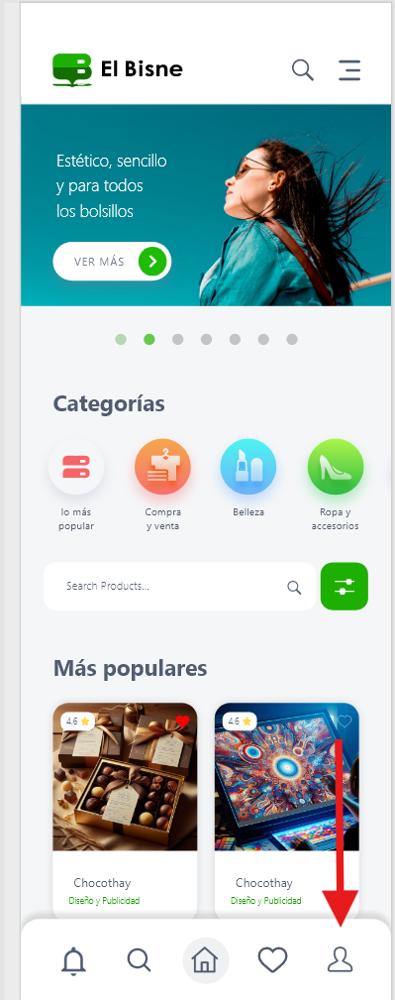 El Bisne
Estético, sencillo
y para todos
los bolsillos
VER MÁS
Categorías
lo más
popular
Compra
y venta
Belleza
Ropa y
accesorios
Search Products...
Más populares
4.6
4.6
Chocothay
Diseño y Publicidad
Chocothay
Diseño y Publicidad